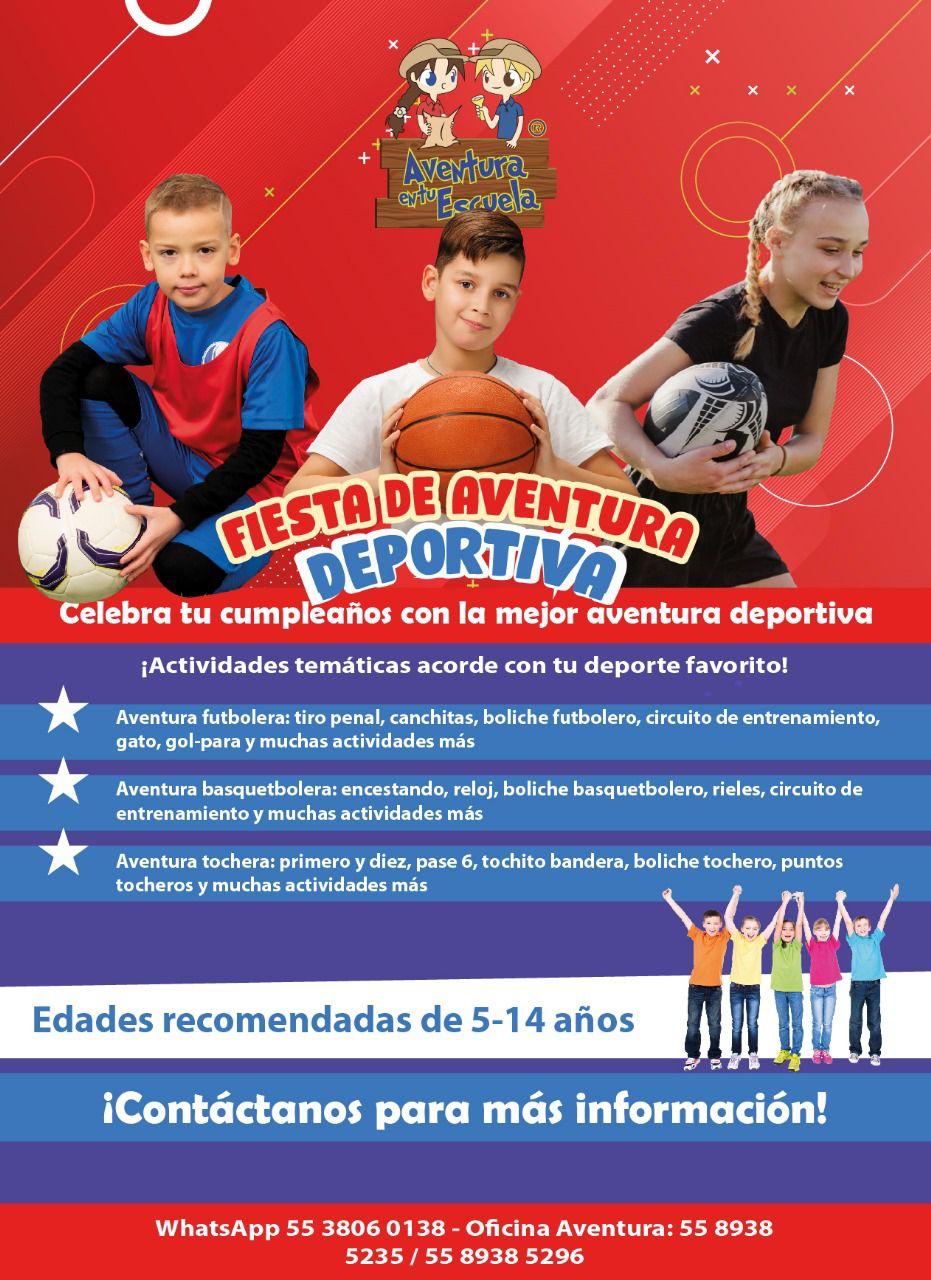 Aventura
en tu
Escuela
®
FIESTA DE AVENTURA
DEPORTIVA
Celebra tu cumpleaños con la mejor aventura deportiva
¡Actividades temáticas acorde con tu deporte favorito!
Aventura futbolera: tiro penal, canchitas, boliche futbolero, circuito de entrenamiento,
gato, gol-para y muchas actividades más
Aventura basquetbolera: encestando, reloj, boliche basquetbolero, rieles, circuito de
entrenamiento y muchas actividades más
Aventura tochera: primero y diez, pase 6, tochito bandera, boliche tochero, puntos
tocheros y muchas actividades más
Edades recomendadas de 5-14 años
¡Contáctanos para más información!
WhatsApp 55 3806 0138 - Oficina Aventura: 55 8938
5235 / 55 8938 5296